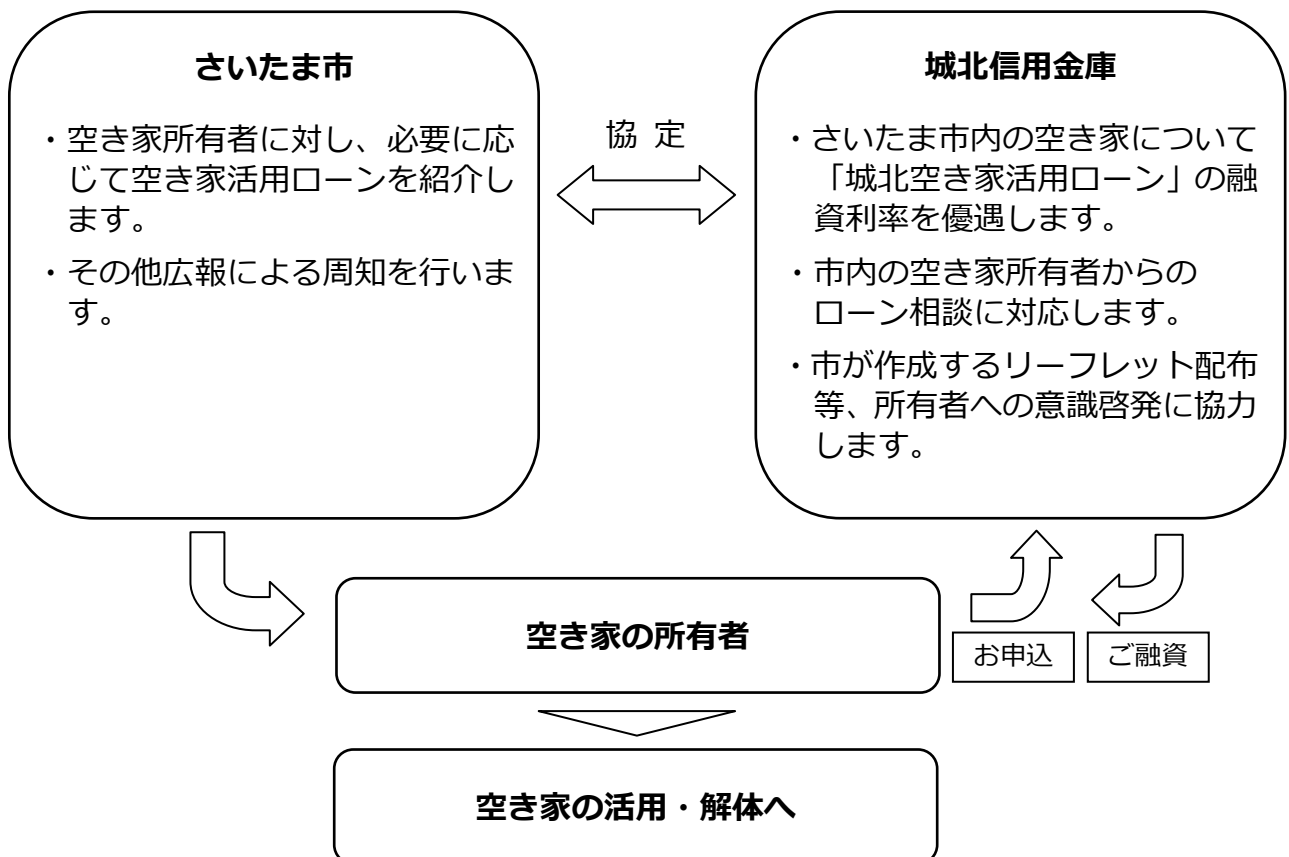 さいたま市
・空き家所有者に対し、必要に応
じて空き家活用ローンを紹介し
ます。
・その他広報による周知を行いま
す。
協 定
城北信用金庫
・さいたま市内の空き家について
「城北空き家活用ローン」の融
資利率を優遇します。
・市内の空き家所有者からの
ローン相談に対応します。
・市が作成するリーフレット配布
等、所有者への意識啓発に協力
します。
空き家の所有者
お申込
ご融資
空き家の活用・解体へ